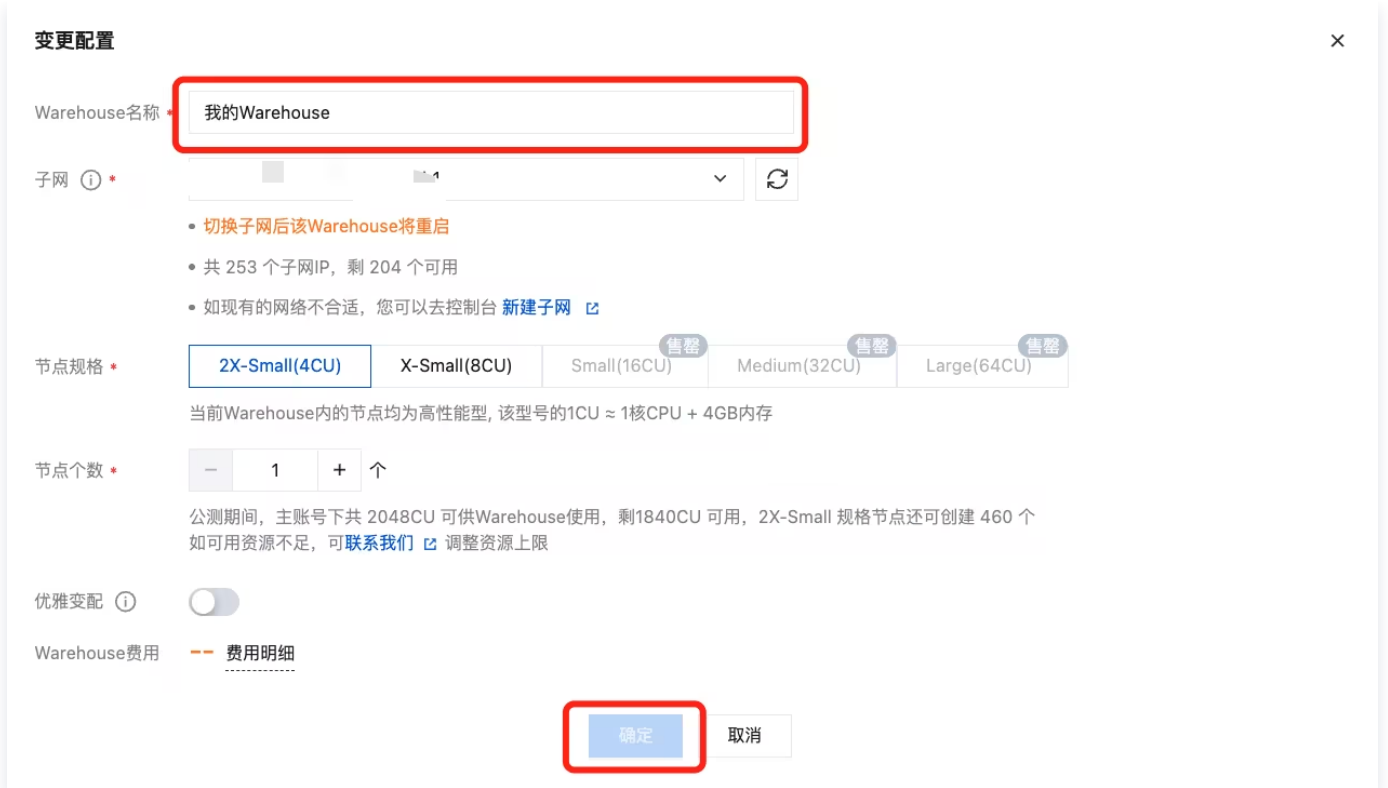 变更配置
Warehouse名称 * 我的Warehouse
子网 *
切换子网后该Warehouse将重启
共 253 个子网IP，剩 204 个可用
如现有的网络不合适，您可以去控制台 新建子网
售罄 售罄 售罄
节点规格 * 2X-Small(4CU) X-Small(8CU) Small(16CU) Medium(32CU) Large(64CU)
当前Warehouse内的节点均为高性能型, 该型号的1CU ≈ 1核CPU + 4GB内存
节点个数 * − 1 + 个
公测期间，主账号下共 2048CU 可供Warehouse使用，剩1840CU 可用，2X-Small 规格节点还可创建 460 个
如可用资源不足，可联系我们 调整资源上限
优雅变配
Warehouse费用 -- 费用明细
确定 取消